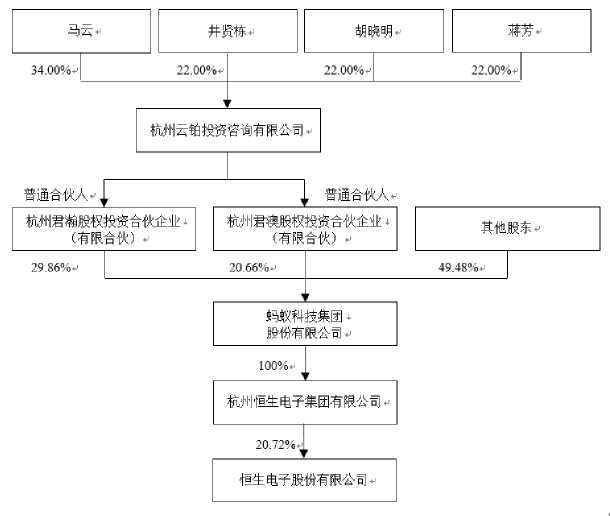 马云
井贤栋
胡晓明
蒋芳
34.00%
22.00%
22.00%
22.00%
杭州云铂投资咨询有限公司
普通合伙人
普通合伙人
杭州君瀚股权投资合伙企业
（有限合伙）
杭州君澳股权投资合伙企业
（有限合伙）
其他股东
29.86%
20.66%
49.48%
蚂蚁科技集团
股份有限公司
100%
杭州恒生电子集团有限公司
20.72%
恒生电子股份有限公司